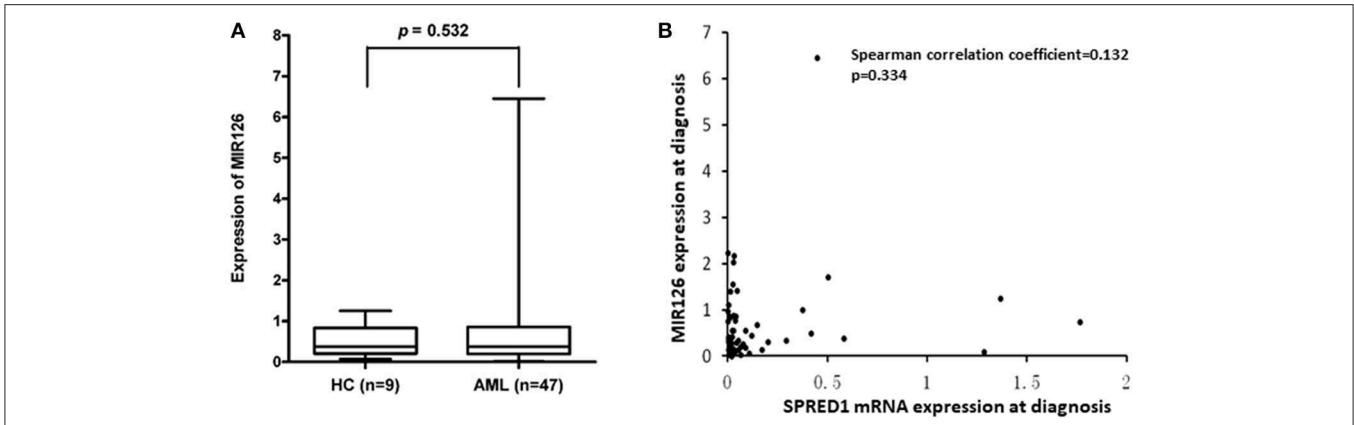 A
p = 0.532
Expression of MIR126
8
7
6
5
4
3
2
1
0
HC (n=9)
AML (n=47)
B
Spearman correlation coefficient=0.132
p=0.334
MIR126 expression at diagnosis
7
6
5
4
3
2
1
0
0
0.5
1
1.5
2
SPRED1 mRNA expression at diagnosis